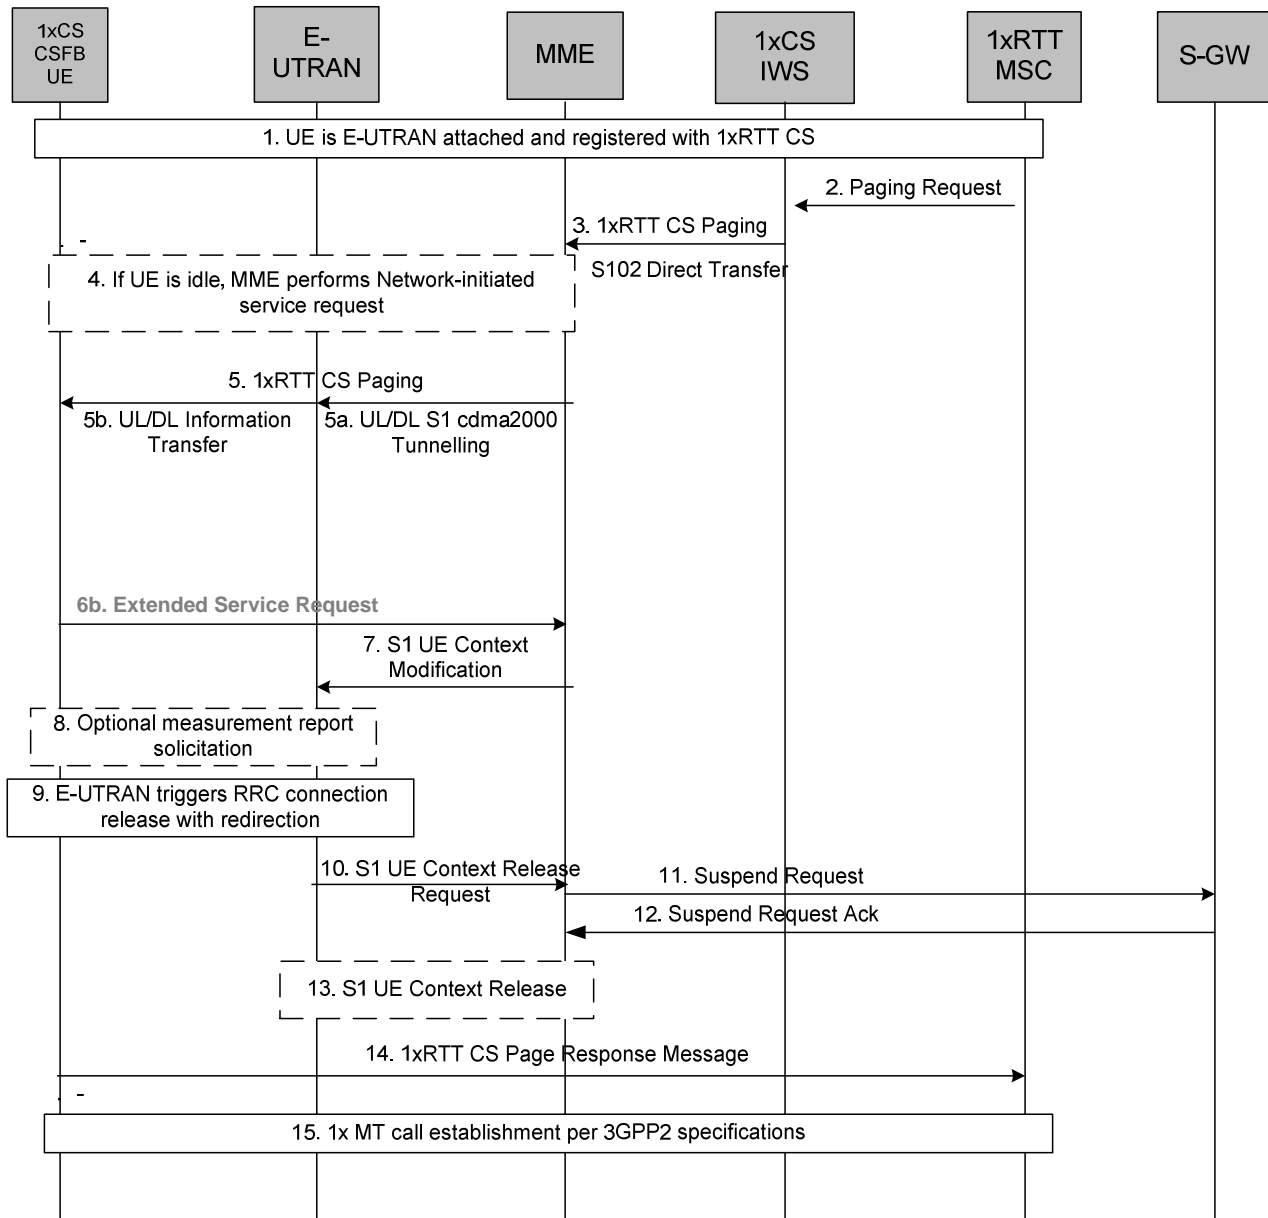 1xCS
CSFB
UE
E-
UTRAN
MME
1xCS
IWS
1xRTT
MSC
S-GW
1. UE is E-UTRAN attached and registered with 1xRTT CS
2. Paging Request
3. 1xRTT CS Paging
S102 Direct Transfer
4. If UE is idle, MME performs Network-initiated
service request
5. 1xRTT CS Paging
5b. UL/DL Information
Transfer
5a. UL/DL S1 cdma2000
Tunnelling
6b. Extended Service Request
7. S1 UE Context
Modification
8. Optional measurement report
solicitation
9. E-UTRAN triggers RRC connection
release with redirection
10. S1 UE Context Release
Request
11. Suspend Request
12. Suspend Request Ack
13. S1 UE Context Release
14. 1xRTT CS Page Response Message
15. 1x MT call establishment per 3GPP2 specifications